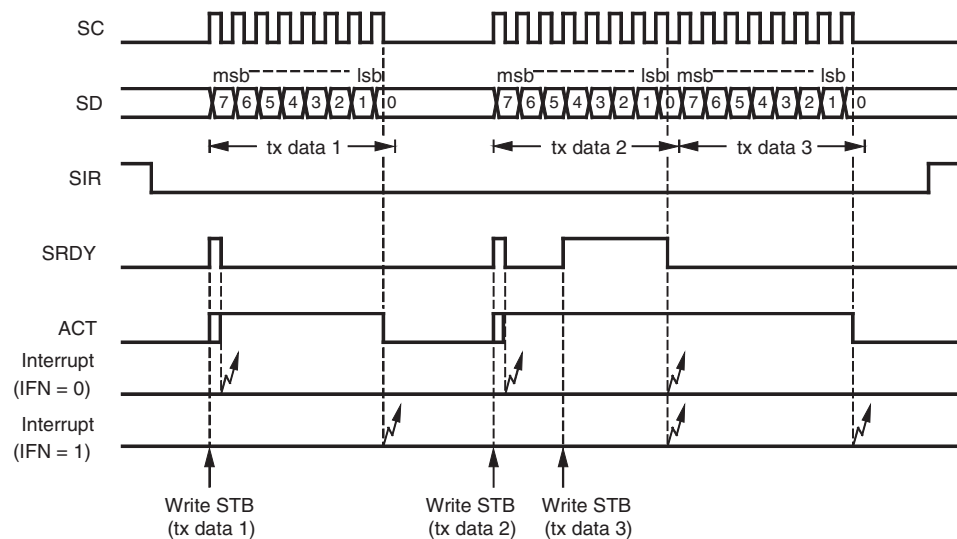 SC
msb lsb msb lsb
SD 7 6 5 4 3 2 1 0 7 6 5 4 3 2 1 0 7 6 5 4 3 2 1 0
tx data 1 tx data 2 tx data 3
SIR
SRDY
ACT
Interrupt
(IFN = 0)
Interrupt
(IFN = 1)
Write STB Write STB Write STB
(tx data 1) (tx data 2) (tx data 3)